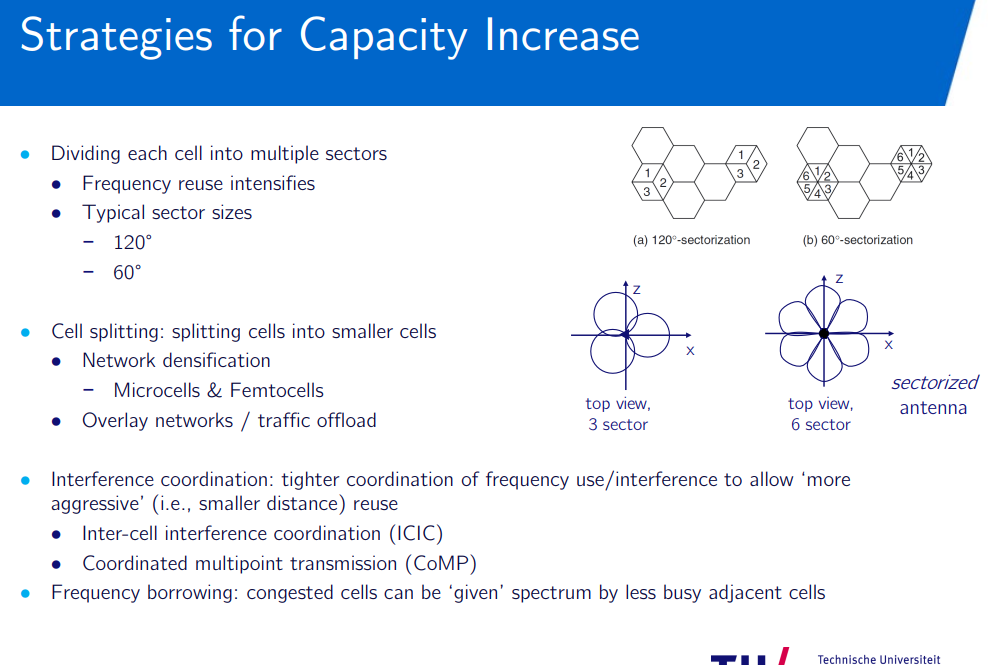 Strategies for Capacity Increase
Dividing each cell into multiple sectors
Frequency reuse intensifies
Typical sector sizes
– 120°
– 60°
1
2
3
1
2
3
(a) 120°-sectorization
6 1 2
5 4 3
6 1 2
5 4 3
(b) 60°-sectorization
Cell splitting: splitting cells into smaller cells
Network densification
– Microcells & Femtocells
Overlay networks / traffic offload
Z
X
top view,
3 sector
Z
X
top view,
6 sector
sectorized
antenna
Interference coordination: tighter coordination of frequency use/interference to allow ‘more
aggressive’ (i.e., smaller distance) reuse
Inter-cell interference coordination (ICIC)
Coordinated multipoint transmission (CoMP)
Frequency borrowing: congested cells can be ‘given’ spectrum by less busy adjacent cells
Technische Universiteit